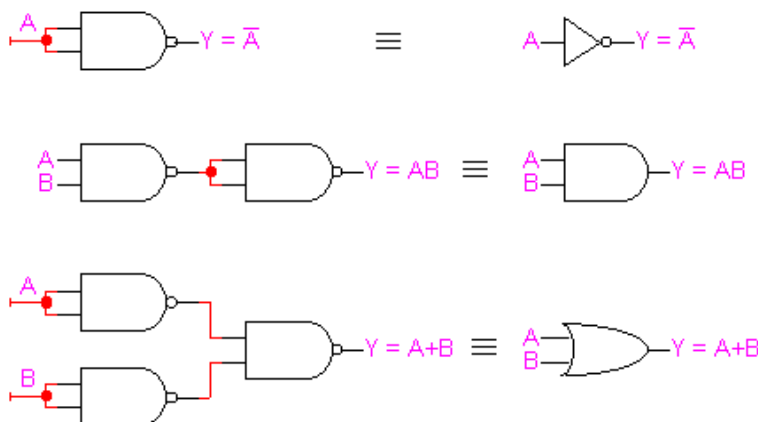 A Y = A̅ ≡ A Y = A̅
A
B Y = AB ≡ A
B Y = AB
A
B Y = A+B ≡ A
B Y = A+B